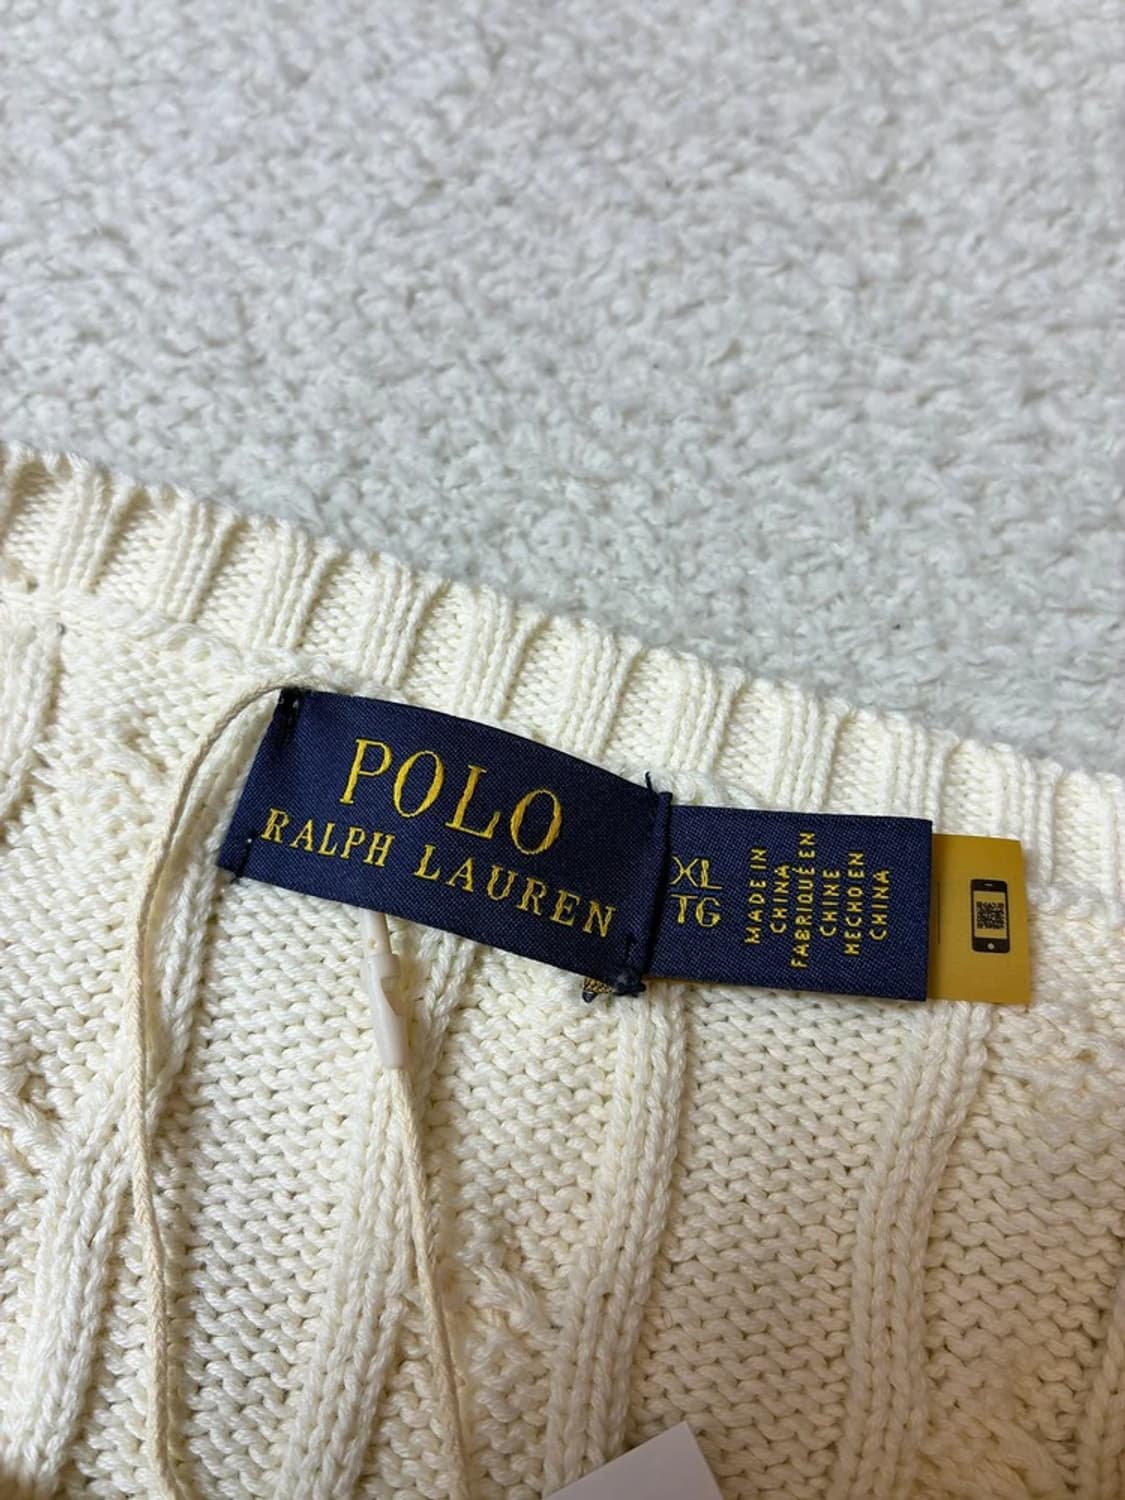 POLO
RALPH LAUREN
XL
TG
MADE IN
CHINA
FABRIQUÉ EN
CHINE
HECHO EN
CHINA